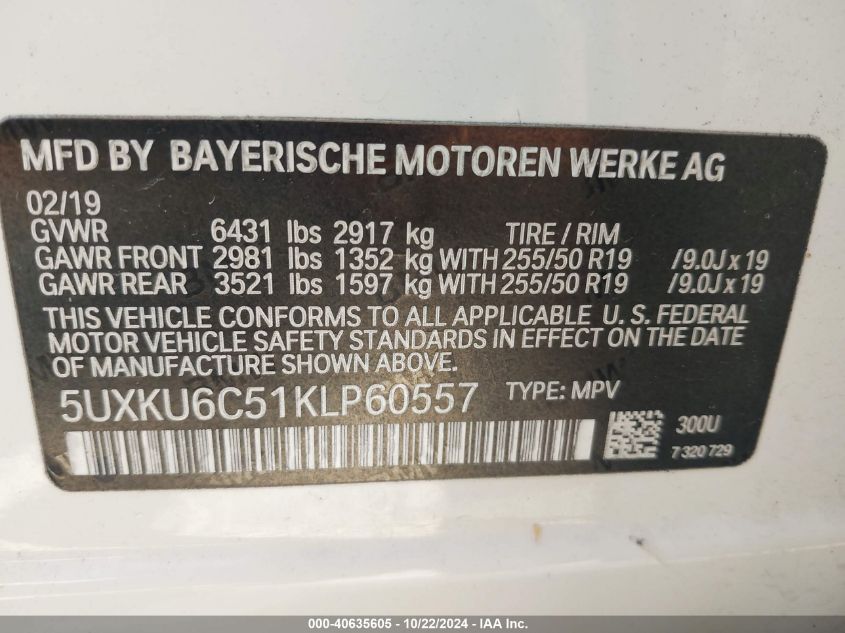 MFD BY BAYERISCHE MOTOREN WERKE AG
02/19
GVWR 6431 lbs 2917 kg TIRE / RIM
GAWR FRONT 2981 lbs 1352 kg WITH 255/50 R19 /9.0J x 19
GAWR REAR 3521 lbs 1597 kg WITH 255/50 R19 /9.0J x 19
THIS VEHICLE CONFORMS TO ALL APPLICABLE U. S. FEDERAL
MOTOR VEHICLE SAFETY STANDARDS IN EFFECT ON THE DATE
OF MANUFACTURE SHOWN ABOVE.
5UXKU6C51KLP60557 TYPE: MPV
300U
7 320 729
000-40635605 - 10/22/2024 - IAA Inc.